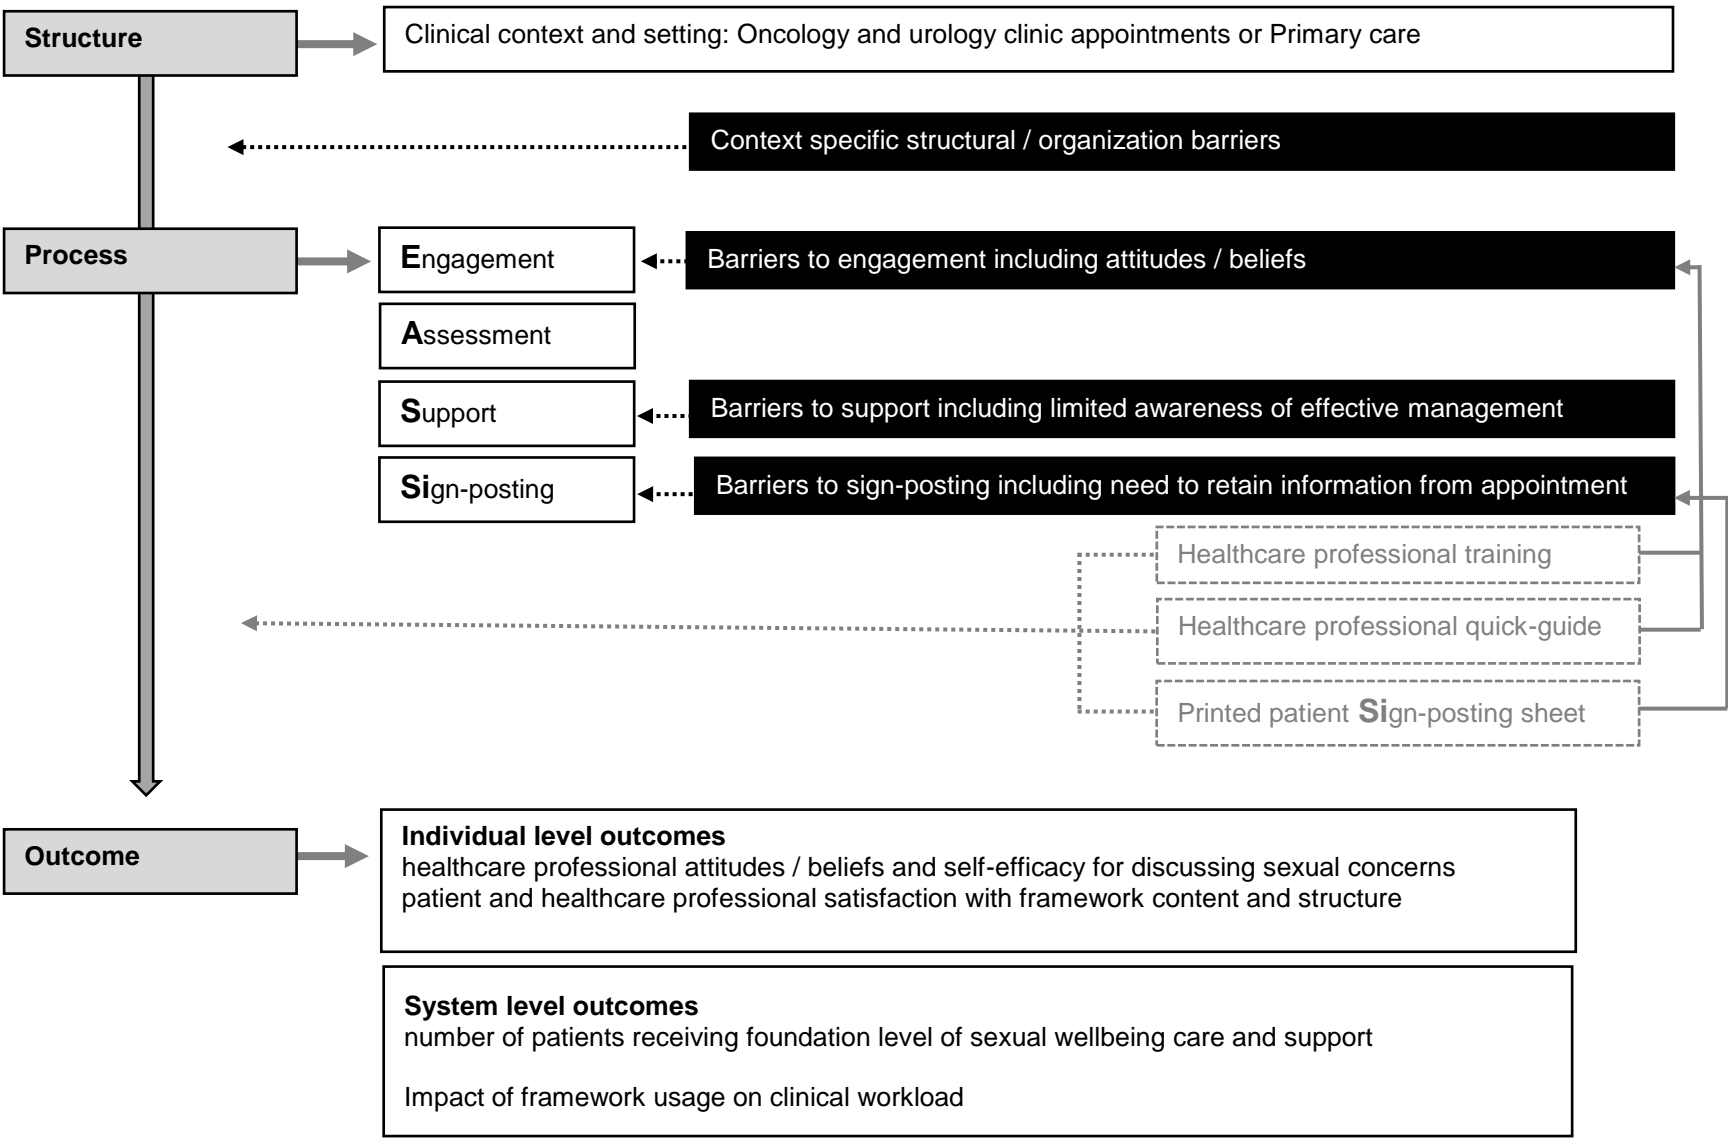 Structure
Clinical context and setting: Oncology and urology clinic appointments or Primary care
Context specific structural / organization barriers
Process
Engagement
Barriers to engagement including attitudes / beliefs
Assessment
Support
Barriers to support including limited awareness of effective management
Sign-posting
Barriers to sign-posting including need to retain information from appointment
Healthcare professional training
Healthcare professional quick-guide
Printed patient Sign-posting sheet
Outcome
Individual level outcomes
healthcare professional attitudes / beliefs and self-efficacy for discussing sexual concerns
patient and healthcare professional satisfaction with framework content and structure
System level outcomes
number of patients receiving foundation level of sexual wellbeing care and support
Impact of framework usage on clinical workload